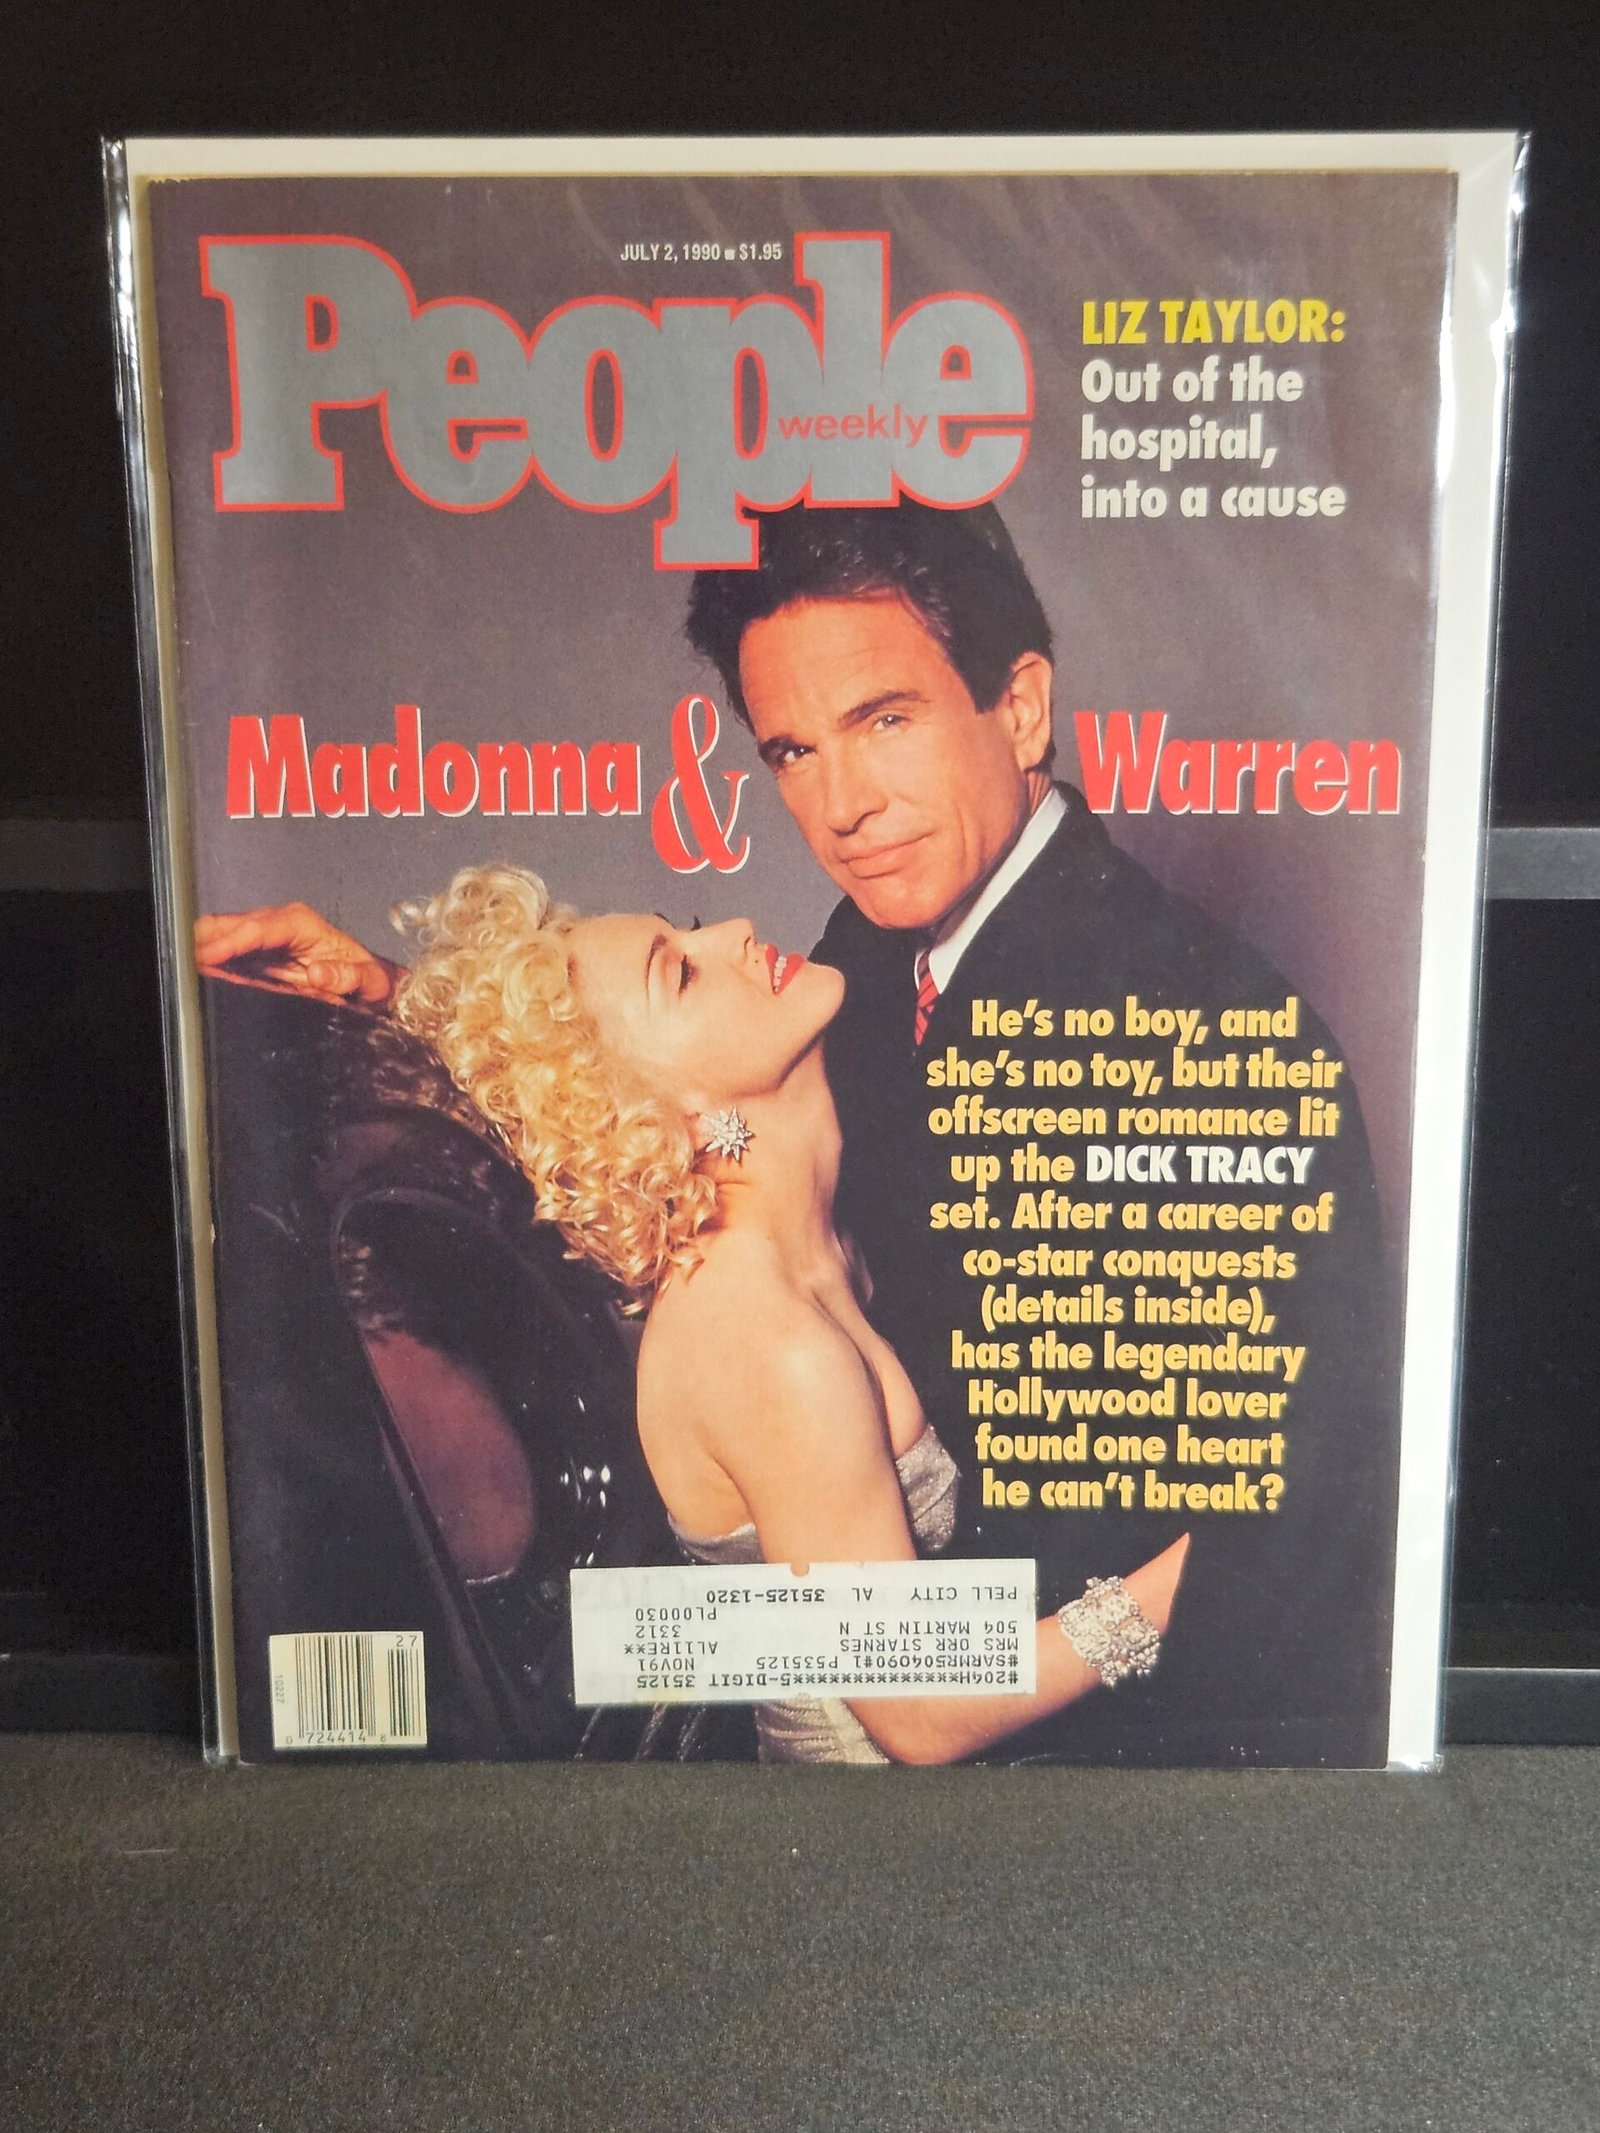 JULY 2, 1990 ■ $1.95
People
weekly
LIZ TAYLOR:
Out of the
hospital,
into a cause
Madonna & Warren
He's no boy, and
she's no toy, but their
offscreen romance lit
up the DICK TRACY
set. After a career of
co-star conquests
(details inside),
has the legendary
Hollywood lover
found one heart
he can't break?
#204H******************5-DIGIT 35125
#SARMR504090#1 P535125 NOV91
MRS ORR STARNES AL11RE**
504 MARTIN ST N 3312
PL00030
PELL CITY AL 35125-1320
27
10227
0 724414 8